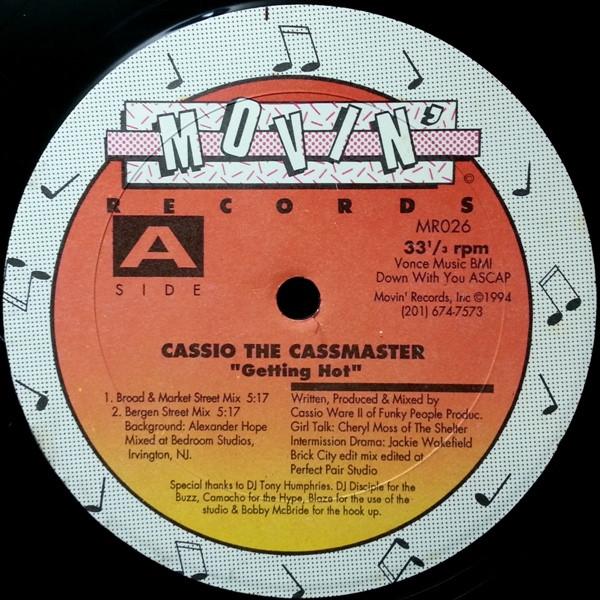 MOVIN'
©
RECORDS
A
SIDE
MR026
33 1/3 rpm
Vonce Music BMI
Down With You ASCAP
Movin' Records, Inc ©1994
(201) 674-7573
CASSIO THE CASSMASTER
"Getting Hot"
1. Broad & Market Street Mix 5:17
2. Bergen Street Mix 5:17
Background: Alexander Hope
Mixed at Bedroom Studios,
Irvington, NJ.
Written, Produced & Mixed by
Cassio Ware II of Funky People Produc.
Girl Talk: Cheryl Moss of The Shelter
Intermission Drama: Jackie Wakefield
Brick City edit mix edited at
Perfect Pair Studio
Special thanks to DJ Tony Humphries. DJ Disciple for the
Buzz, Camacho for the Hype, Blaze for the use of the
studio & Bobby McBride for the hook up.